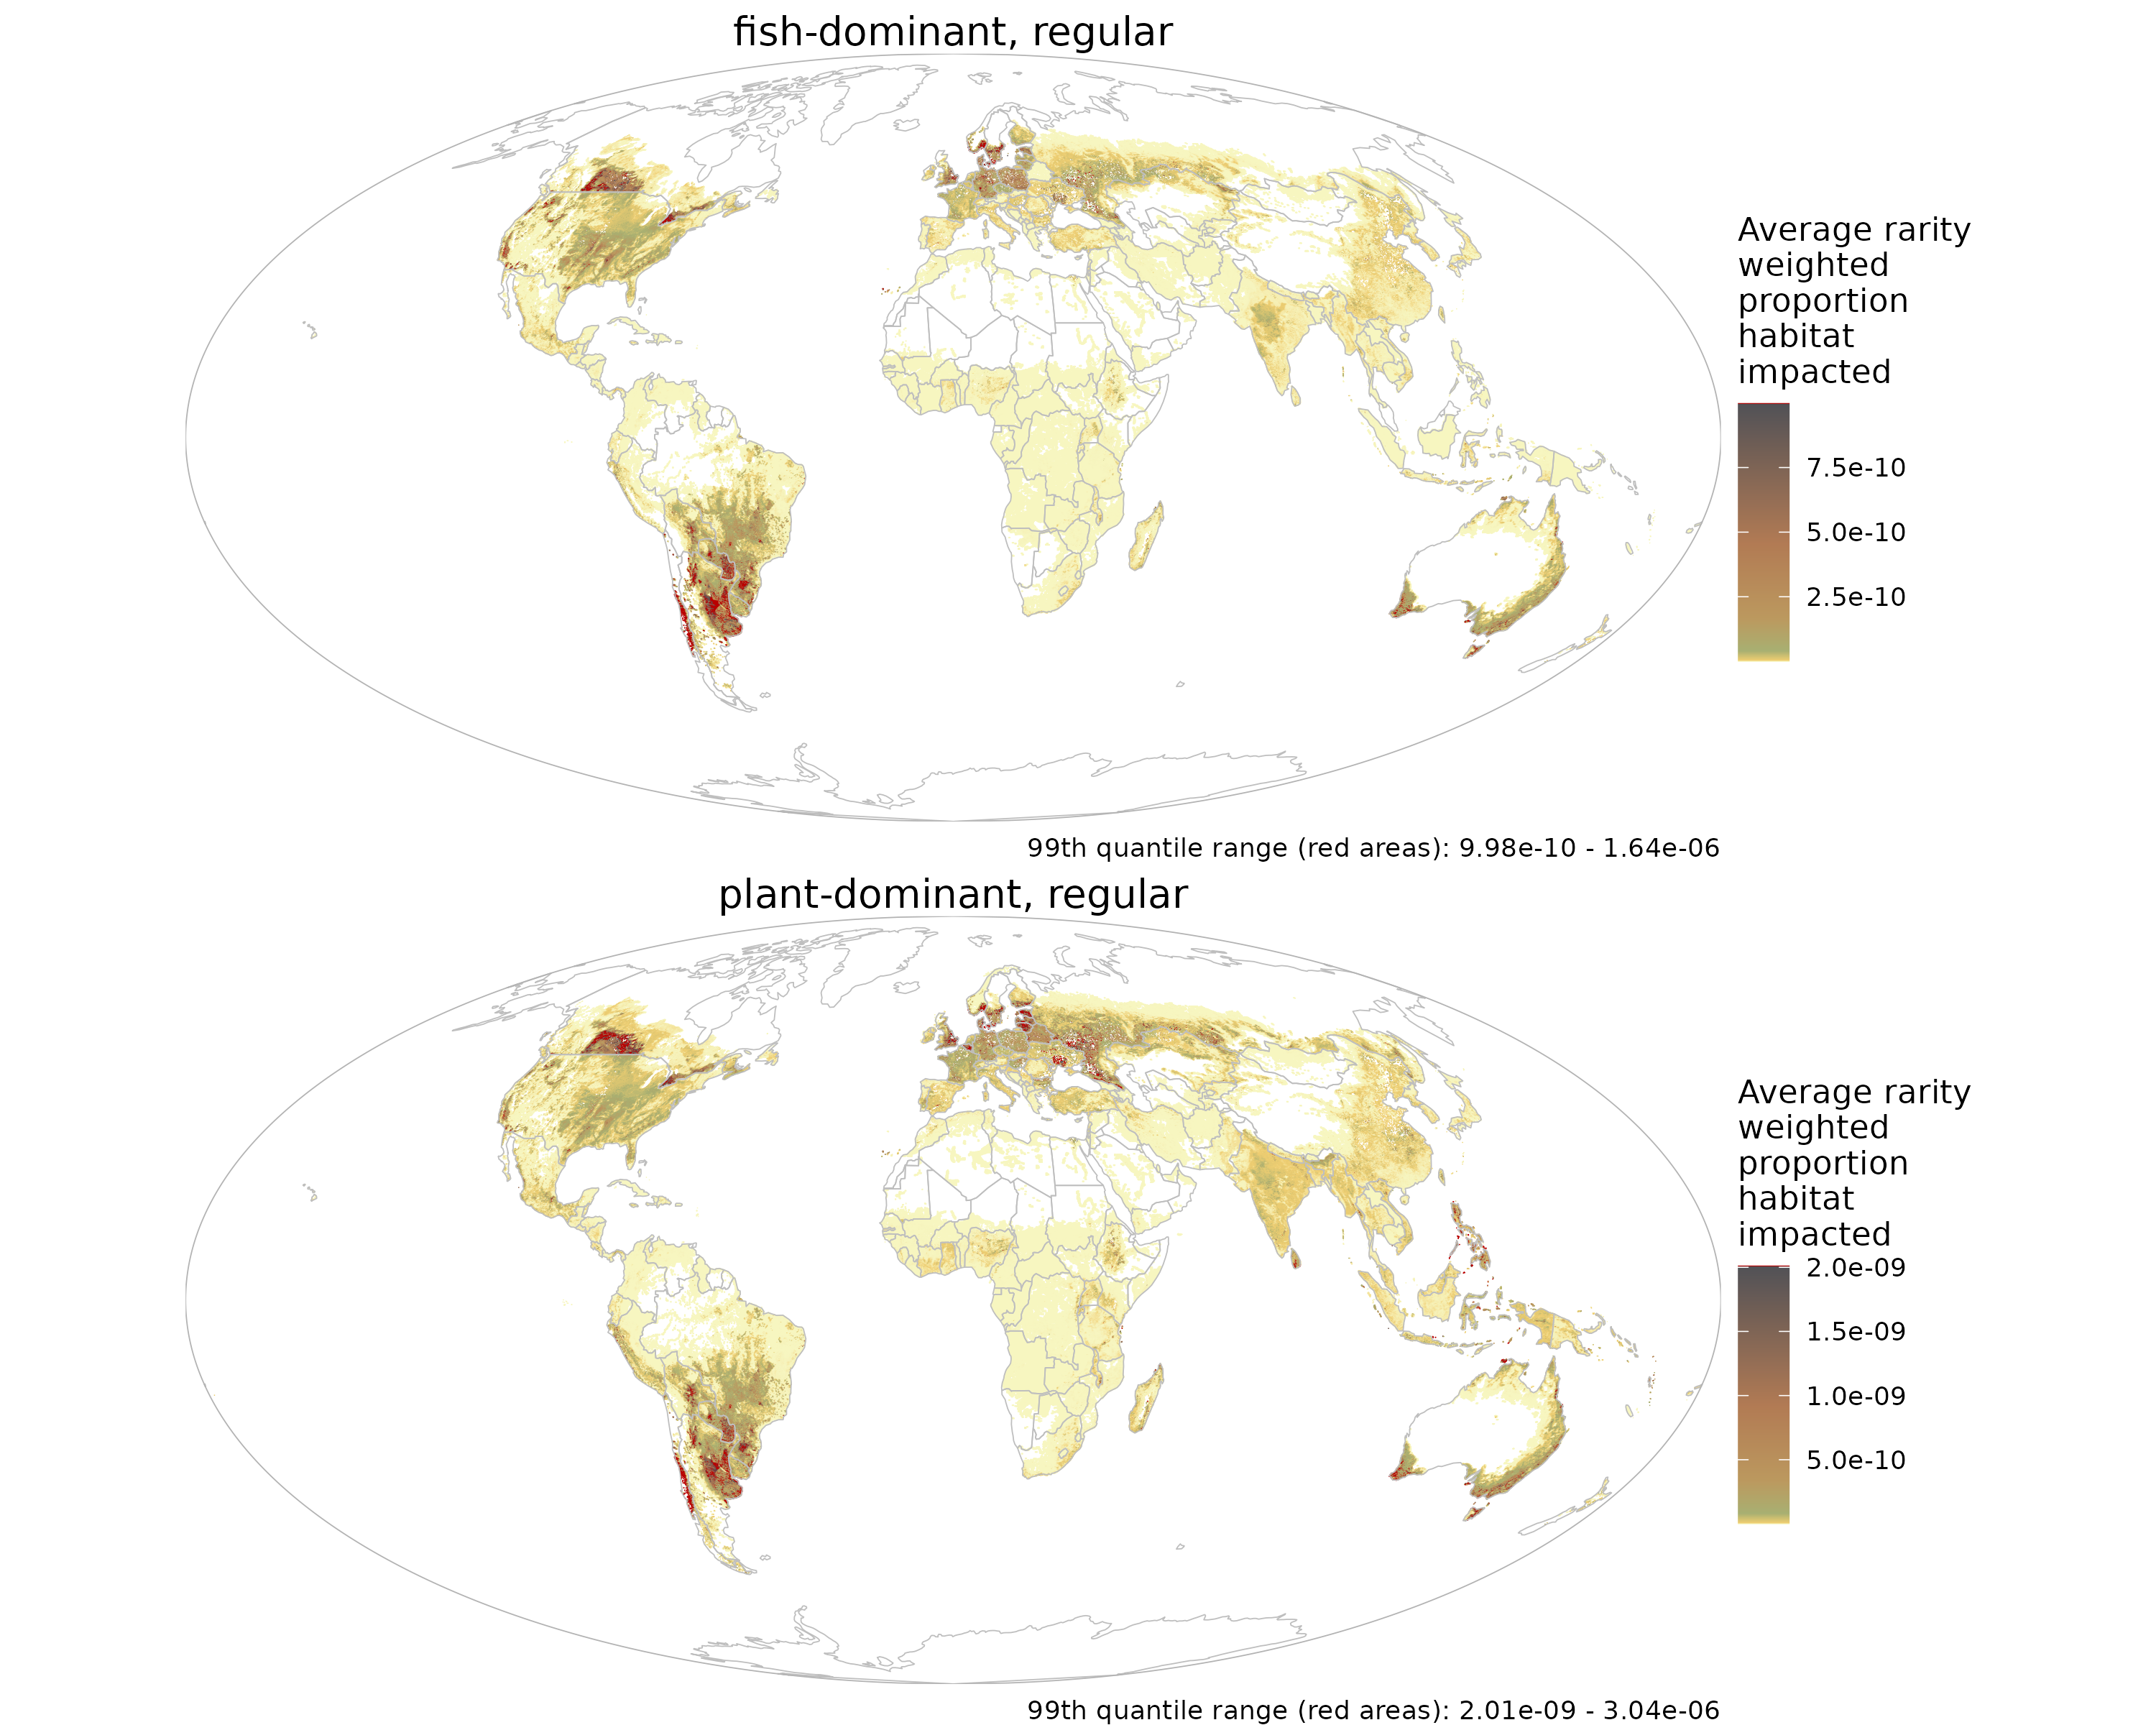 fish-dominant, regular
Average rarity
weighted
proportion
habitat
impacted
7.5e-10
5.0e-10
2.5e-10
99th quantile range (red areas): 9.98e-10 - 1.64e-06
plant-dominant, regular
Average rarity
weighted
proportion
habitat
impacted
2.0e-09
1.5e-09
1.0e-09
5.0e-10
99th quantile range (red areas): 2.01e-09 - 3.04e-06